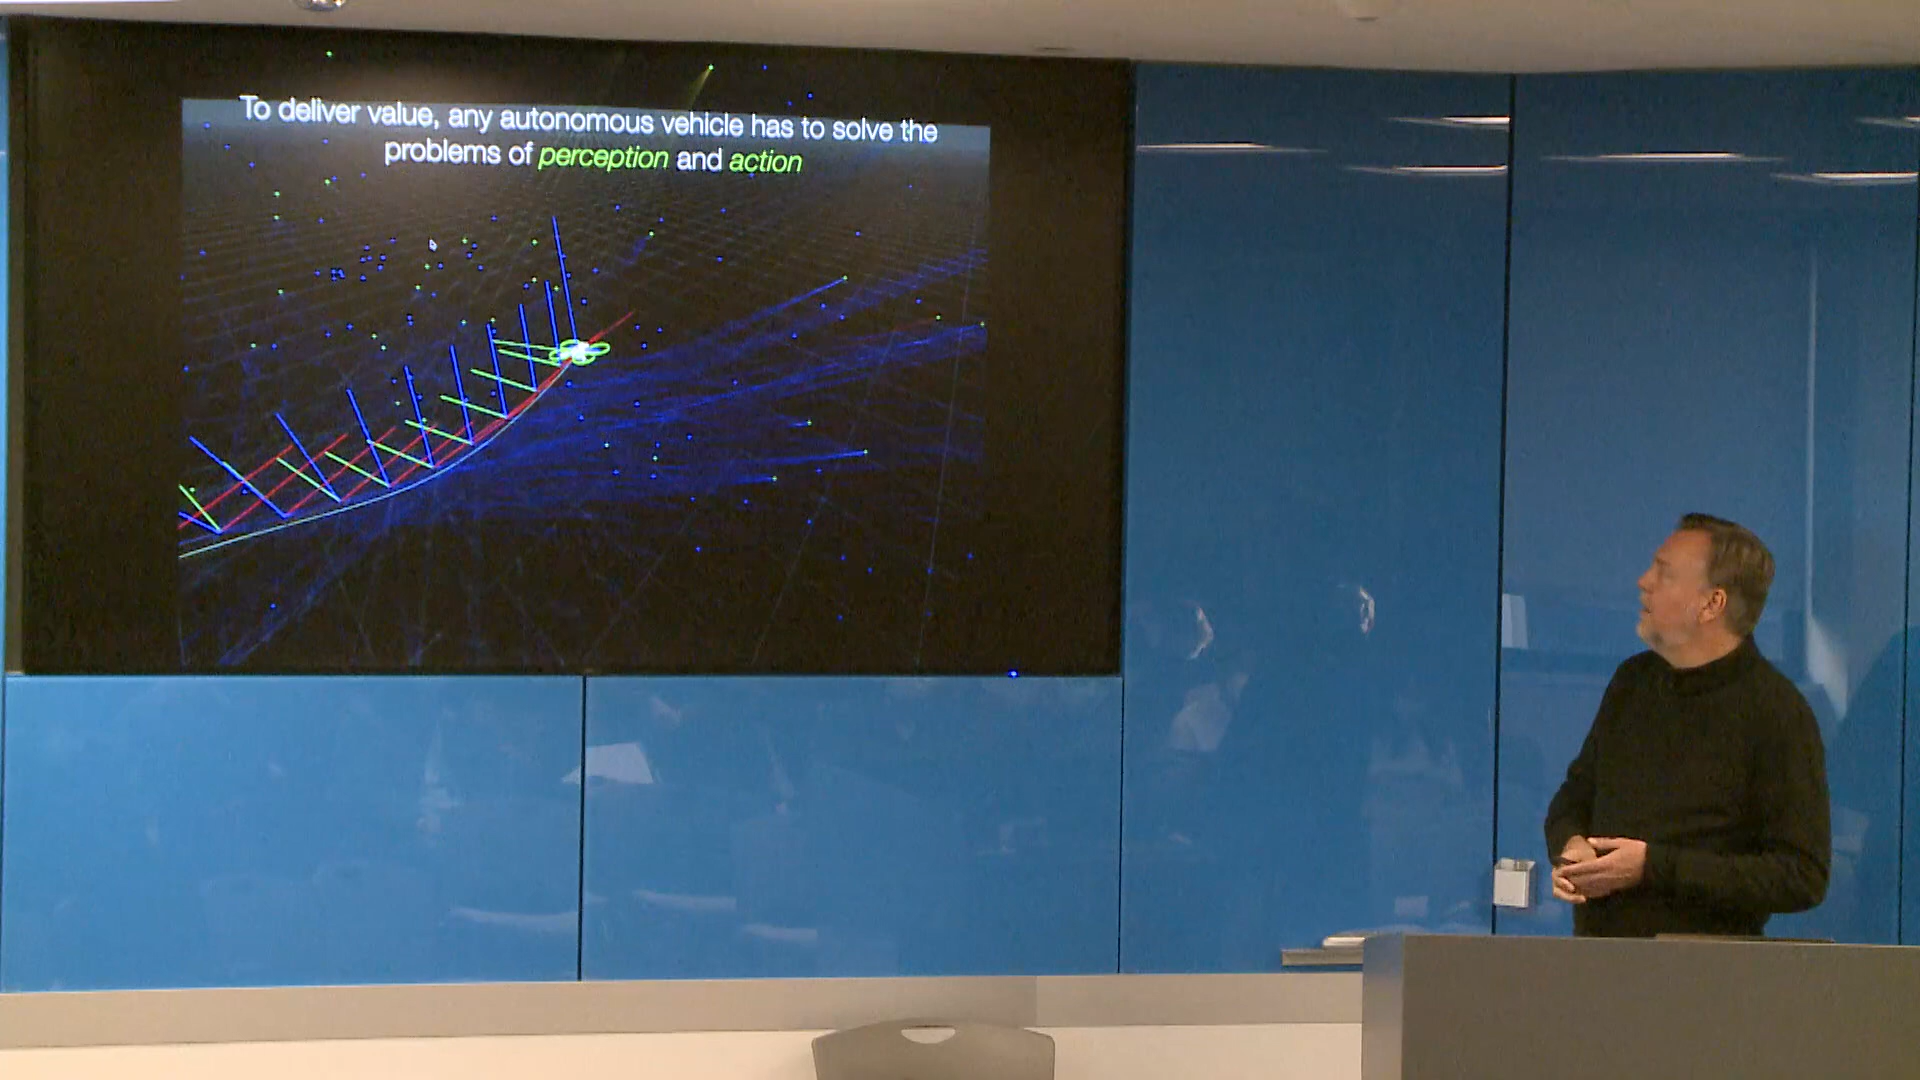 To deliver value, any autonomous vehicle has to solve the
problems of perception and action